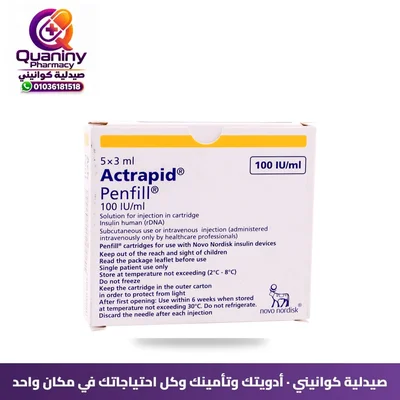 Quaniny
Pharmacy
صيدلية كوانيني
01036181518
5×3 ml
Actrapid®
Penfill®
100 IU/ml
100 IU/ml
Solution for injection in cartridge
Insulin human (rDNA)
Subcutaneous use or intravenous injection (administered
intravenously only by healthcare professionals)
Penfill® cartridges for use with Novo Nordisk insulin devices
Keep out of the reach and sight of children
Read the package leaflet before use
Single patient use only
Store at temperature not exceeding (2°C - 8°C)
Do not freeze
Keep the cartridge in the outer carton
in order to protect from light
After first opening: Use within 6 weeks when stored
at temperature not exceeding 30°C. Do not refrigerate.
Discard the needle after each injection
novo nordisk®
صيدلية كوانيني - أدويتك وتأمينك وكل احتياجاتك في مكان واحد